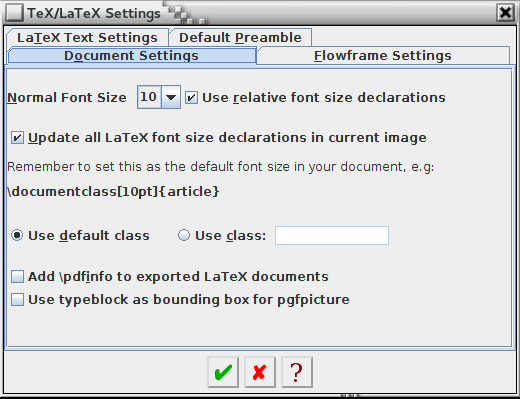 TeX/LaTeX Settings
LaTeX Text Settings Default Preamble
Document Settings Flowframe Settings
Normal Font Size 10 Use relative font size declarations
Update all LaTeX font size declarations in current image
Remember to set this as the default font size in your document, e.g:
\documentclass[10pt]{article}
Use default class Use class:
Add \pdfinfo to exported LaTeX documents
Use typeblock as bounding box for pgfpicture
?